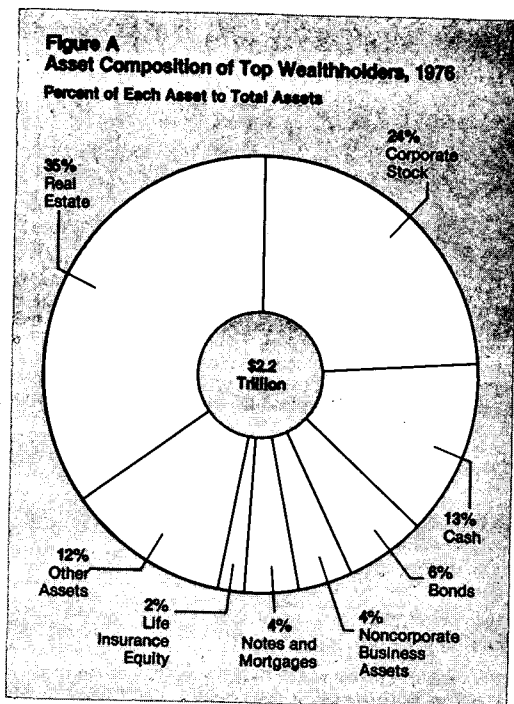 Figure A
Asset Composition of Top Wealthholders, 1976
Percent of Each Asset to Total Assets
24%
Corporate
Stock
35%
Real
Estate
$2.2
Trillion
13%
Cash
6%
Bonds
4%
Noncorporate
Business
Assets
4%
Notes and
Mortgages
2%
Life
Insurance
Equity
12%
Other
Assets